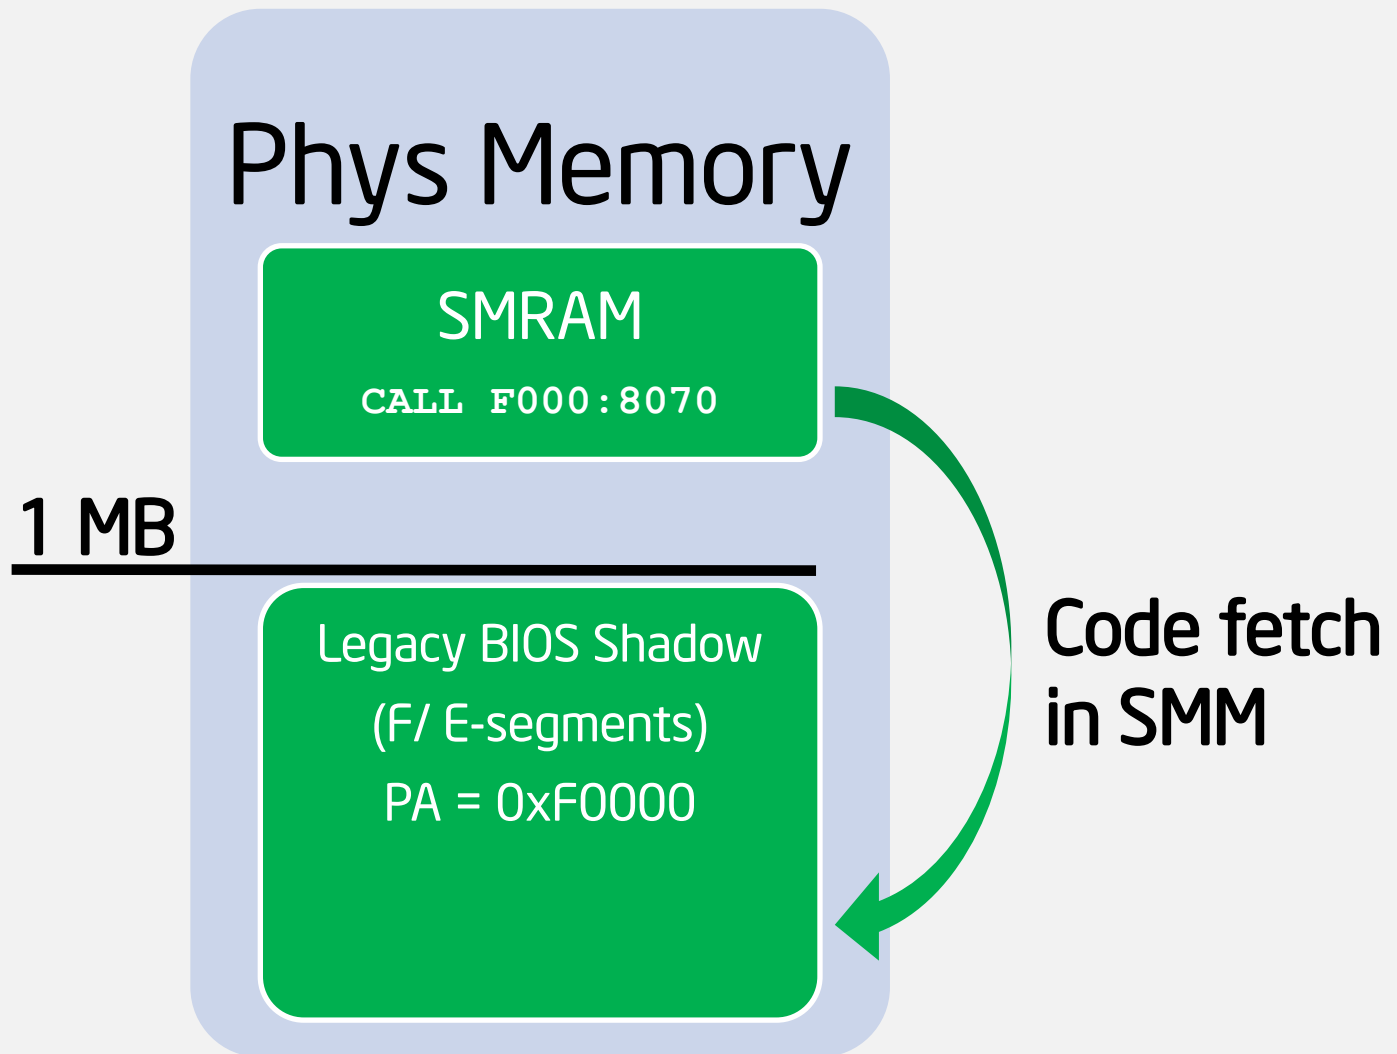 Phys Memory
SMRAM
CALL F000:8070
1 MB
Legacy BIOS Shadow
(F/ E-segments)
PA = 0xF0000
Code fetch
in SMM